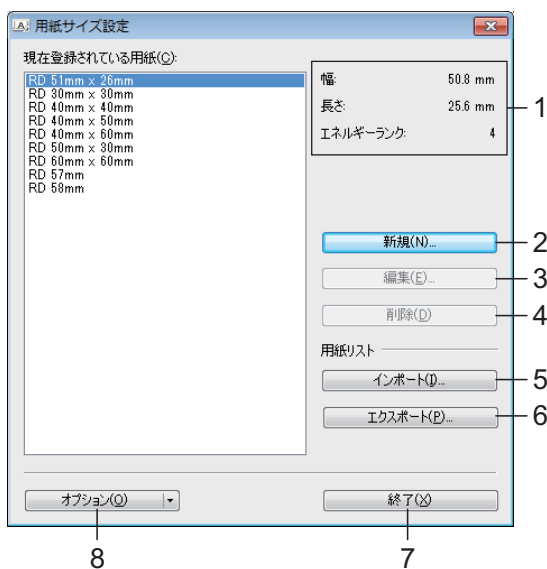 用紙サイズ設定
現在登録されている用紙(C):
RD 51mm x 26mm
RD 30mm x 30mm
RD 40mm x 40mm
RD 40mm x 50mm
RD 40mm x 60mm
RD 50mm x 30mm
RD 60mm x 60mm
RD 57mm
RD 58mm
幅: 50.8 mm
長さ: 25.6 mm
エネルギーランク: 4
1
新規(N)...
2
編集(E)...
3
削除(D)
4
用紙リスト
インポート(I)...
5
エクスポート(P)...
6
オプション(O)
終了(X)
8
7